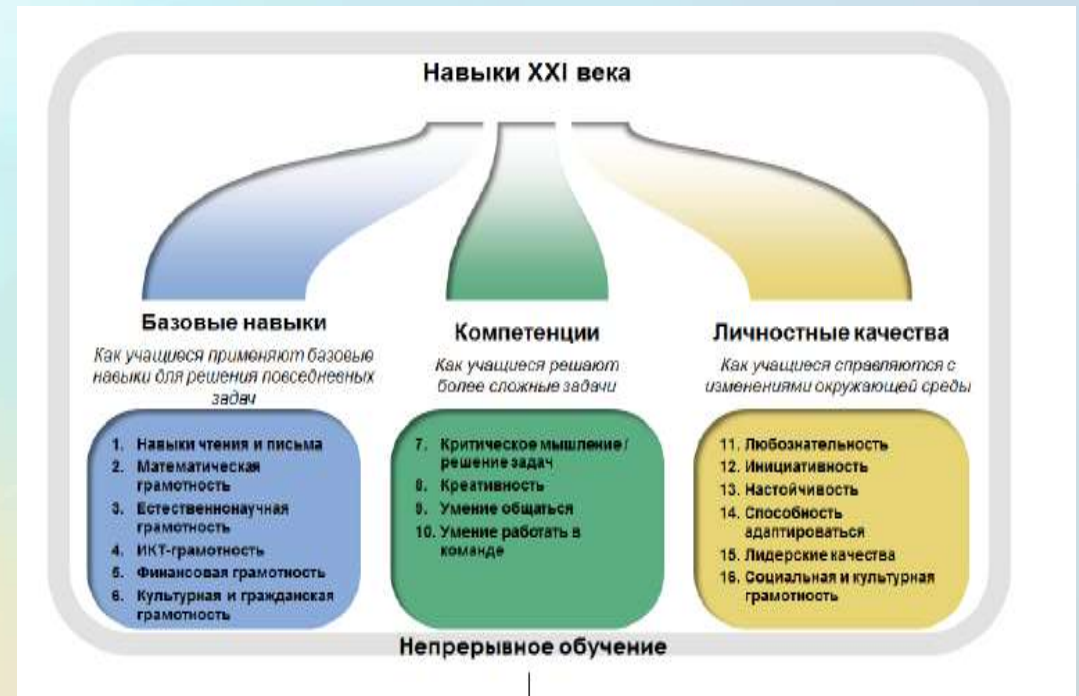 Навыки XXI века
Базовые навыки
Как учащиеся применяют базовые
навыки для решения повседневных
задач
1. Навыки чтения и письма
2. Математическая
грамотность
3. Естественнонаучная
грамотность
4. ИКТ-грамотность
5. Финансовая грамотность
6. Культурная и гражданская
грамотность
Компетенции
Как учащиеся решают
более сложные задачи
7. Критическое мышление/
решение задач
8. Креативность
9. Умение общаться
10. Умение работать в
команде
Личностные качества
Как учащиеся справляются с
изменениями окружающей среды
11. Любознательность
12. Инициативность
13. Настойчивость
14. Способность
адаптироваться
15. Лидерские качества
16. Социальная и культурная
грамотность
Непрерывное обучение